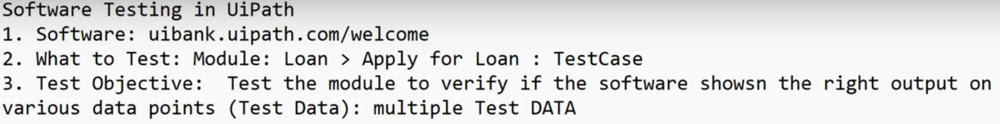 Software Testing in UiPath
1. Software: uibank.uipath.com/welcome
2. What to Test: Module: Loan > Apply for Loan : TestCase
3. Test Objective:  Test the module to verify if the software showsn the right output on
various data points (Test Data): multiple Test DATA